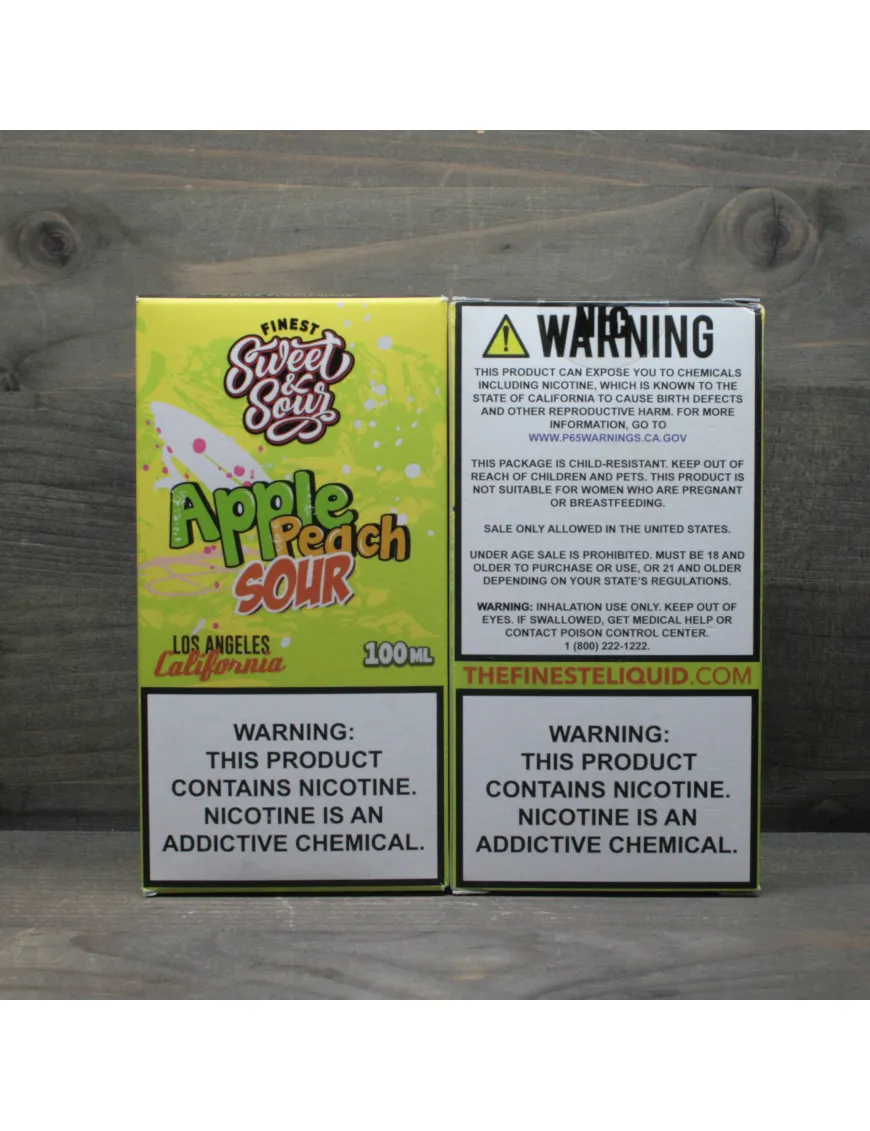 FINEST
Sweet
&
Sour
Apple
Peach
SOUR
LOS ANGELES
California
100ML
WARNING:
THIS PRODUCT
CONTAINS NICOTINE.
NICOTINE IS AN
ADDICTIVE CHEMICAL.
NIC
WARNING
THIS PRODUCT CAN EXPOSE YOU TO CHEMICALS
INCLUDING NICOTINE, WHICH IS KNOWN TO THE
STATE OF CALIFORNIA TO CAUSE BIRTH DEFECTS
AND OTHER REPRODUCTIVE HARM. FOR MORE
INFORMATION, GO TO
WWW.P65WARNINGS.CA.GOV
THIS PACKAGE IS CHILD-RESISTANT. KEEP OUT OF
REACH OF CHILDREN AND PETS. THIS PRODUCT IS
NOT SUITABLE FOR WOMEN WHO ARE PREGNANT
OR BREASTFEEDING.
SALE ONLY ALLOWED IN THE UNITED STATES.
UNDER AGE SALE IS PROHIBITED. MUST BE 18 AND
OLDER TO PURCHASE OR USE, OR 21 AND OLDER
DEPENDING ON YOUR STATE'S REGULATIONS.
WARNING: INHALATION USE ONLY. KEEP OUT OF
EYES. IF SWALLOWED, GET MEDICAL HELP OR
CONTACT POISON CONTROL CENTER.
1 (800) 222-1222.
THEFINESTELIQUID.COM
WARNING:
THIS PRODUCT
CONTAINS NICOTINE.
NICOTINE IS AN
ADDICTIVE CHEMICAL.